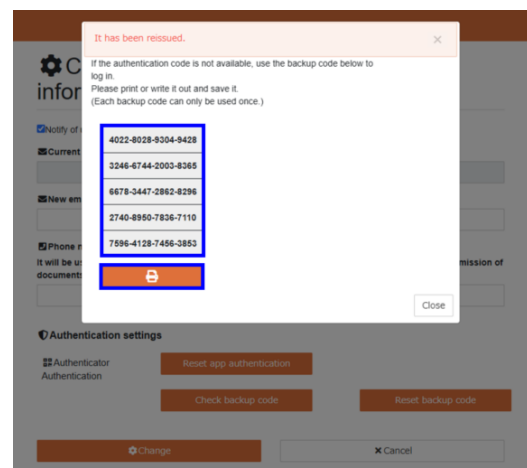 It has been reissued.
×
If the authentication code is not available, use the backup code below to
log in.
Please print or write it out and save it.
(Each backup code can only be used once.)
4022-8028-9304-9428
3246-6744-2003-8365
6678-3447-2862-8296
2740-8950-7836-7110
7596-4128-7456-3853
Close
C
infor
Notify of
Current
New em
Phone
It will be mission of
document
Authentication settings
Authenticator
Authentication
Reset app authentication
Check backup code
Reset backup code
Change
Cancel